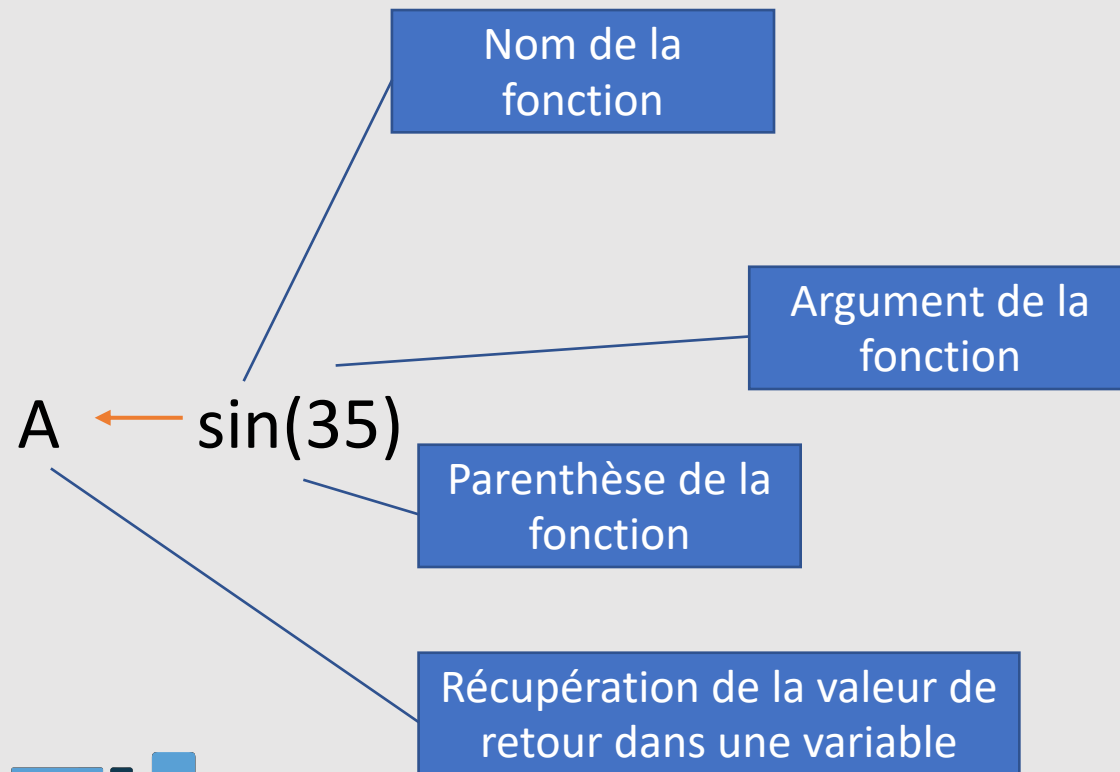 Nom de la
fonction
Argument de la
fonction
A sin(35)
Parenthèse de la
fonction
Récupération de la valeur de
retour dans une variable